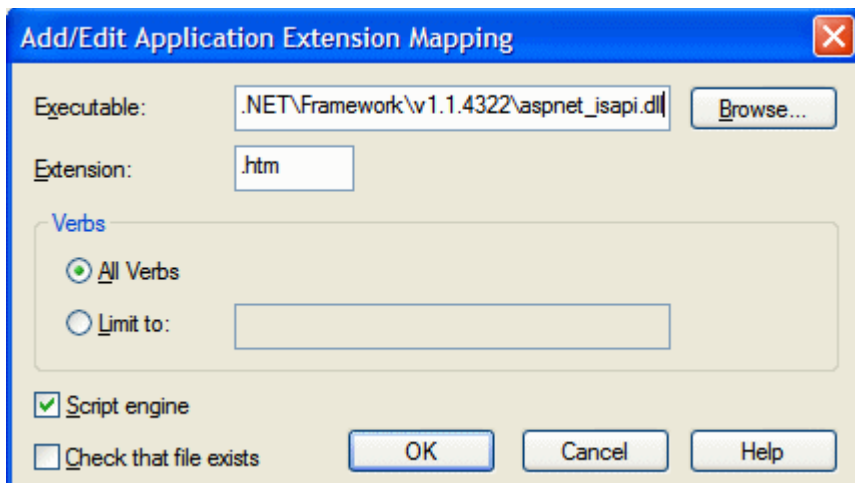 Add/Edit Application Extension Mapping
Executable: .NET\Framework\v1.1.4322\aspnet_isapi.dll Browse...
Extension: .htm
Verbs
All Verbs
Limit to:
Script engine
Check that file exists OK Cancel Help